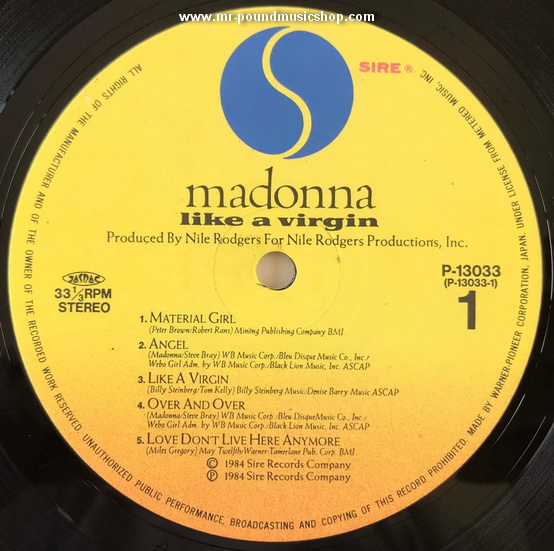 www.mr-poundmusicshop.com
SIRE®
madonna
like a virgin
Produced By Nile Rodgers For Nile Rodgers Productions, Inc.
JASRAC
33 1/3 RPM
STEREO
P-13033
(P-13033-1)
1
1. MATERIAL GIRL
(Peter Brown/Robert Rans) Minong Publishing Company BMI
2. ANGEL
(Madonna/Steve Bray) WB Music Corp./Bleu Disque Music Co., Inc./
Webo Girl Adm. by WB Music Corp./Black Lion Music, Inc. ASCAP
3. LIKE A VIRGIN
(Billy Steinberg/Tom Kelly) Billy Steinberg Music/Denise Barry Music ASCAP
4. OVER AND OVER
(Madonna/Steve Bray) WB Music Corp./Bleu DisqueMusic Co., Inc./
Webo Girl Adm. by WB Music Corp./Black Lion Music, Inc. ASCAP
5. LOVE DON'T LIVE HERE ANYMORE
(Miles Gregory) May Twelfth/Warner-Tamerlane Pub. Corp. BMI
© 1984 Sire Records Company
℗ 1984 Sire Records Company
ALL RIGHTS OF THE MANUFACTURER AND OF THE OWNER OF THE RECORDED WORK RESERVED. UNAUTHORIZED PUBLIC PERFORMANCE, BROADCASTING AND COPYING OF THIS RECORD PROHIBITED. MADE BY WARNER-PIONEER CORPORATION, JAPAN. UNDER LICENSE FROM METERED MUSIC, INC.